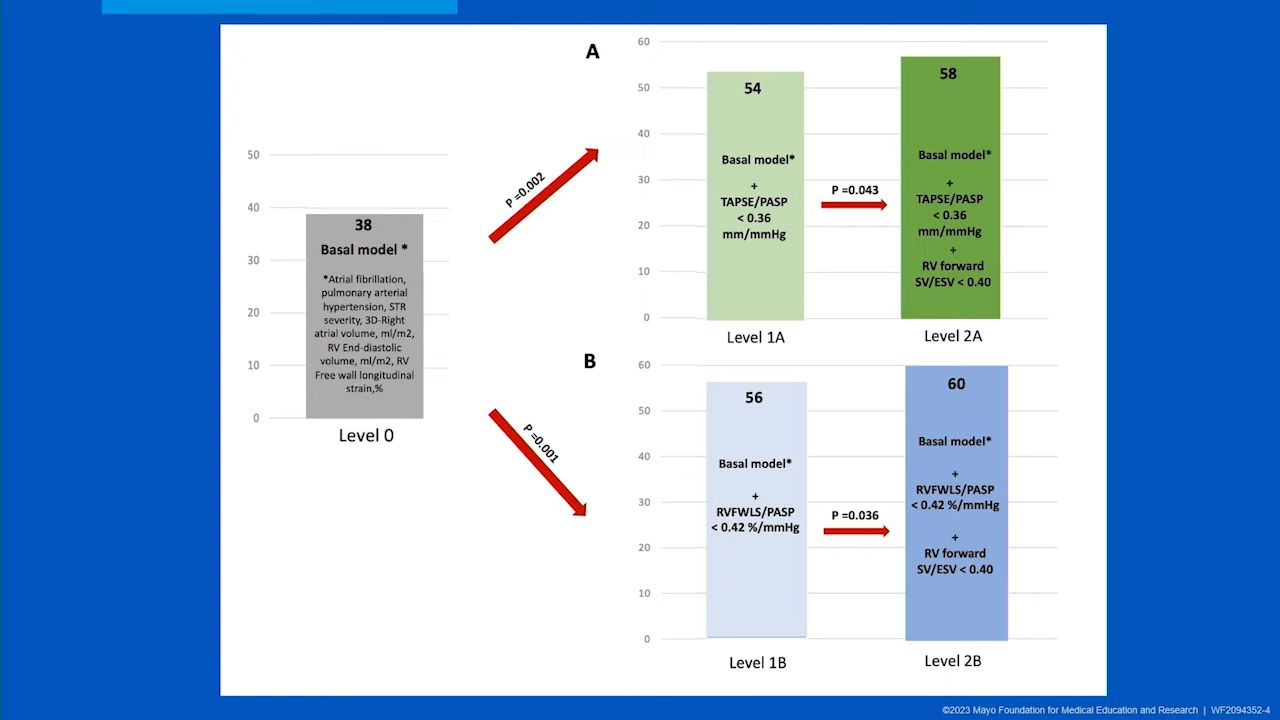 50
40
30
20
10
0
38
Basal model *
*Atrial fibrillation,
pulmonary arterial
hypertension, STR
severity, 3D-Right
atrial volume, ml/m2,
RV End-diastolic
volume, ml/m2, RV
Free wall longitudinal
strain,%
Level 0
P =0.002
P =0.001
A
60
50
40
30
20
10
0
54
Basal model*
+
TAPSE/PASP
< 0.36
mm/mmHg
Level 1A
P =0.043
58
Basal model*
+
TAPSE/PASP
< 0.36
mm/mmHg
+
RV forward
SV/ESV < 0.40
Level 2A
B
60
50
40
30
20
10
0
56
Basal model*
+
RVFWLS/PASP
< 0.42 %/mmHg
Level 1B
P =0.036
60
Basal model*
+
RVFWLS/PASP
< 0.42 %/mmHg
+
RV forward
SV/ESV < 0.40
Level 2B
©2023 Mayo Foundation for Medical Education and Research | WF2094352-4